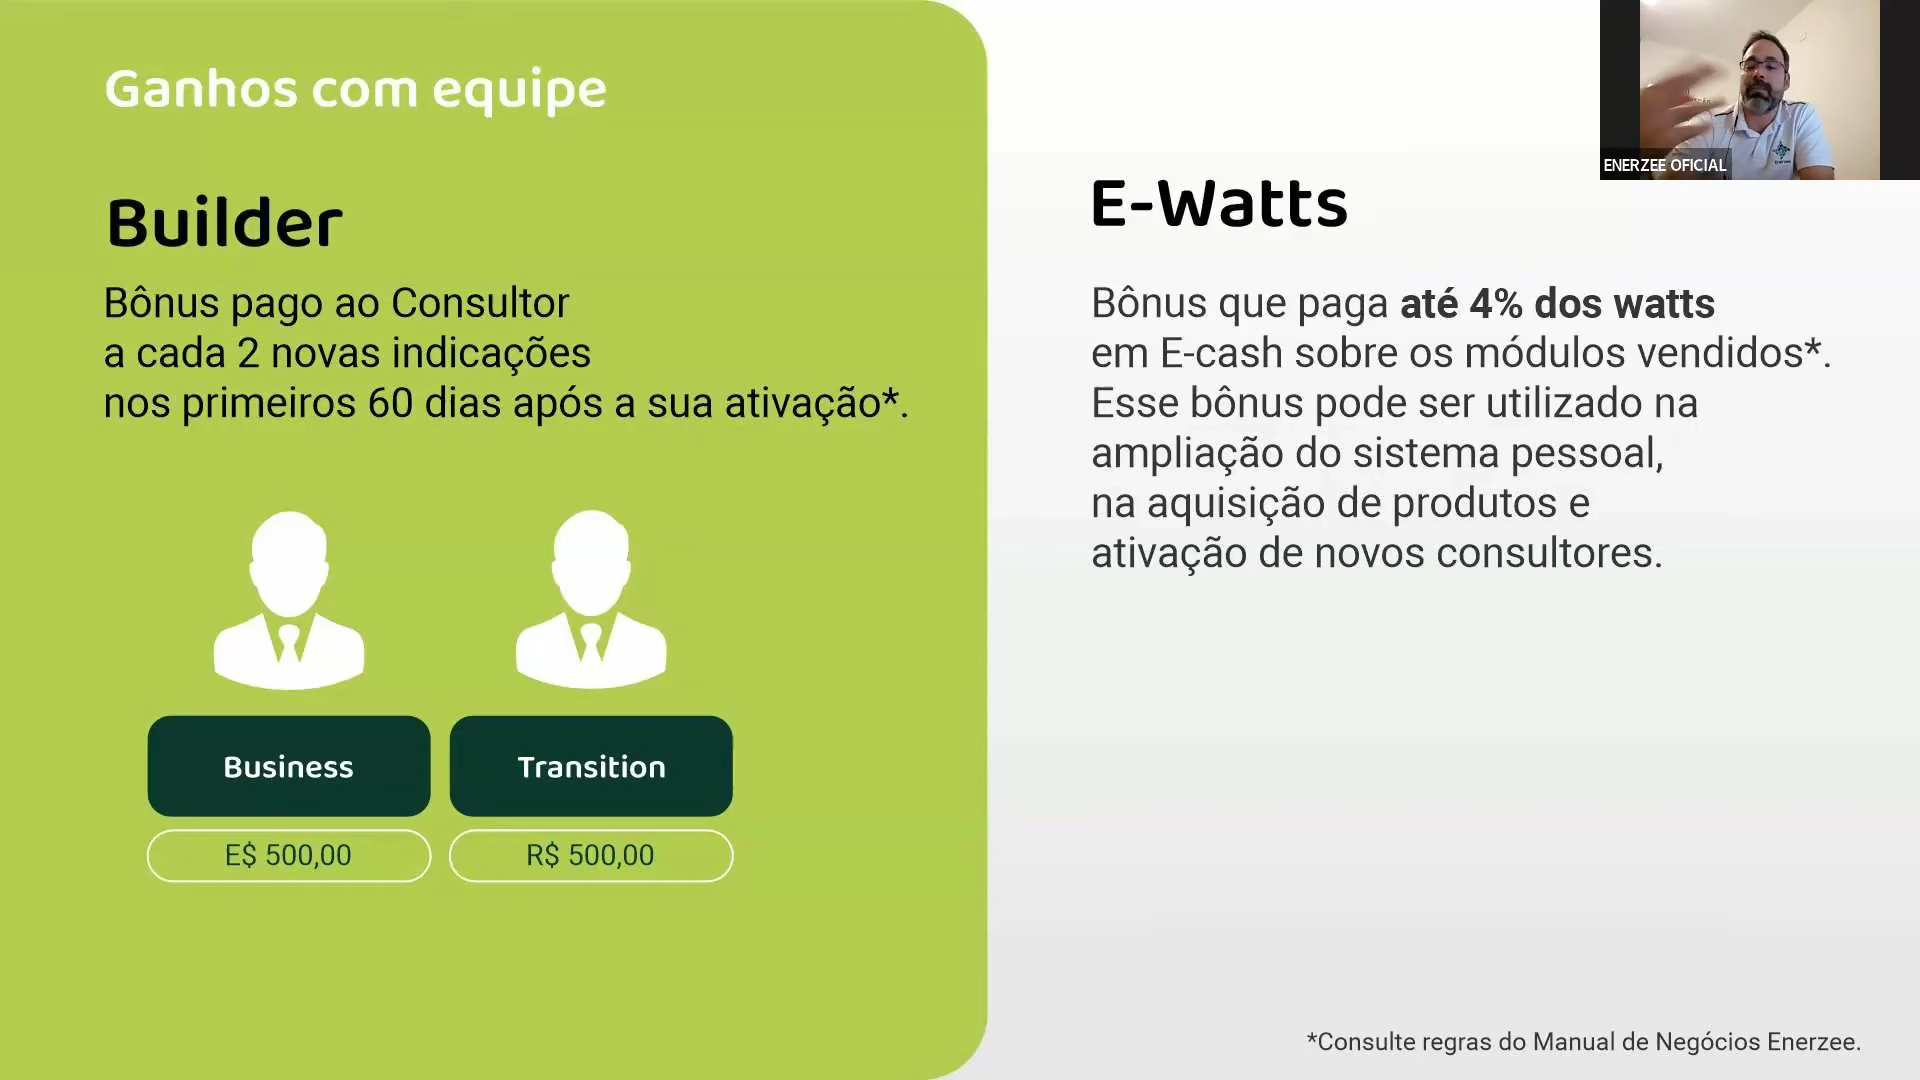 Ganhos com equipe
Builder
Bônus pago ao Consultor
a cada 2 novas indicações
nos primeiros 60 dias após a sua ativação*.
Business
Transition
E$ 500,00
R$ 500,00
E-Watts
Bônus que paga até 4% dos watts
em E-cash sobre os módulos vendidos*.
Esse bônus pode ser utilizado na
ampliação do sistema pessoal,
na aquisição de produtos e
ativação de novos consultores.
*Consulte regras do Manual de Negócios Enerzee.
ENERZEE OFICIAL
Enerzee